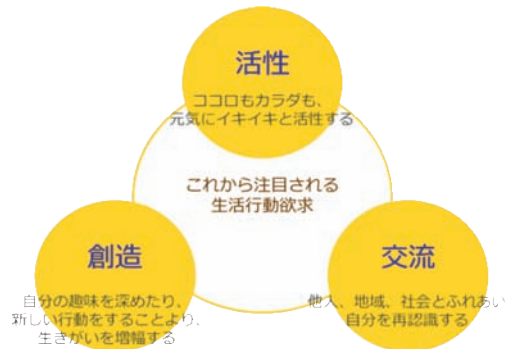 活性
ココロもカラダも、
元気にイキイキと活性する
これから注目される
生活行動欲求
創造
自分の趣味を深めたり、
新しい行動をすることより、
生きがいを増幅する
交流
他人、地域、社会とふれあい
自分を再認識する